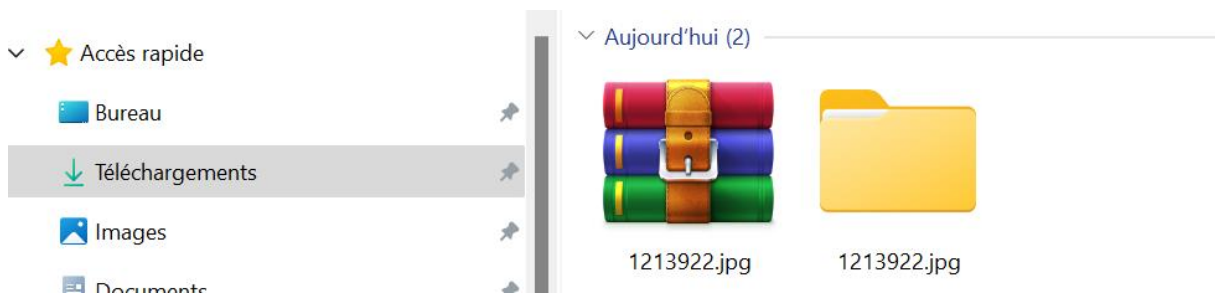 Accès rapide
Bureau
Téléchargements
Images
Documents
Aujourd'hui (2)
1213922.jpg
1213922.jpg